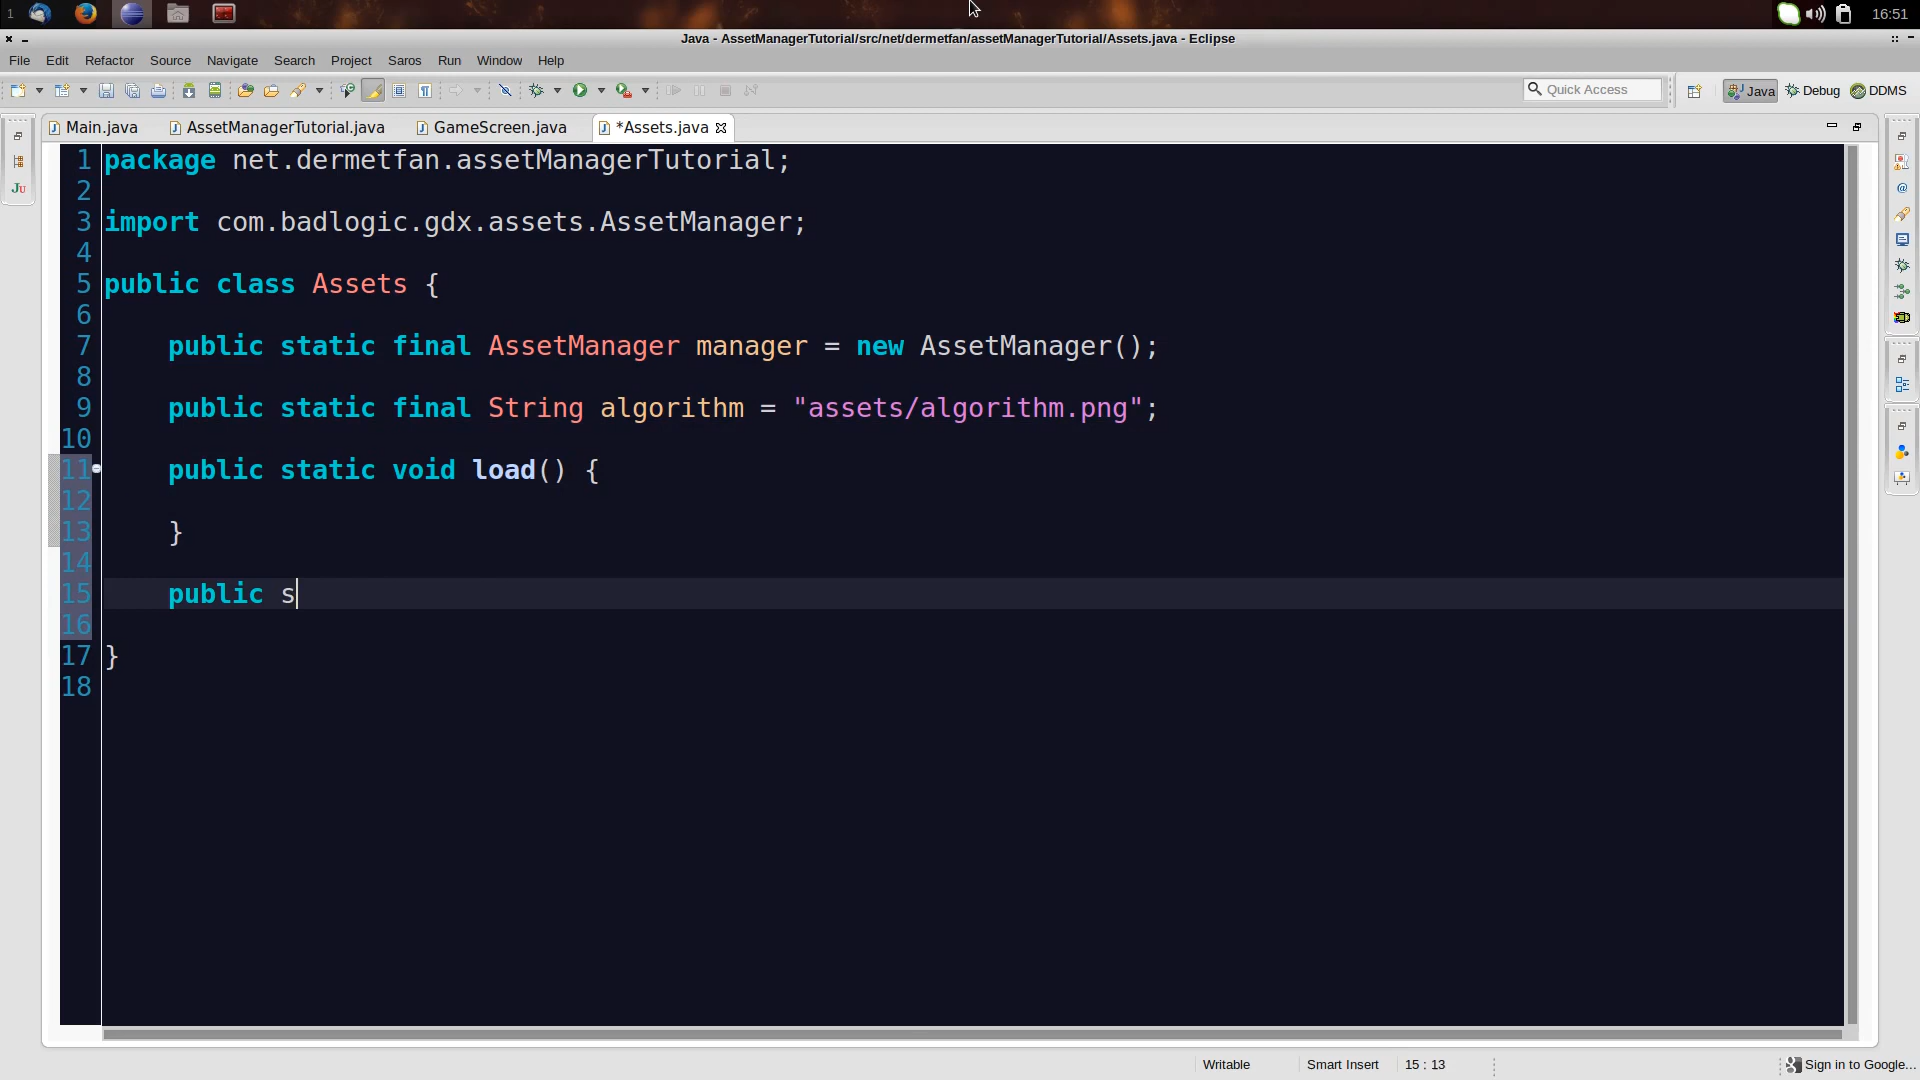 1
16:51
Java - AssetManagerTutorial/src/net/dermetfan/assetManagerTutorial/Assets.java - Eclipse
File Edit Refactor Source Navigate Search Project Saros Run Window Help
Quick Access
Java
Debug
DDMS
Main.java
AssetManagerTutorial.java
GameScreen.java
*Assets.java
1 package net.dermetfan.assetManagerTutorial;
2
3 import com.badlogic.gdx.assets.AssetManager;
4
5 public class Assets {
6
7 public static final AssetManager manager = new AssetManager();
8
9 public static final String algorithm = "assets/algorithm.png";
10
11 public static void load() {
12
13 }
14
15 public s
16
17 }
18
Writable
Smart Insert
15 : 13
Sign in to Google...